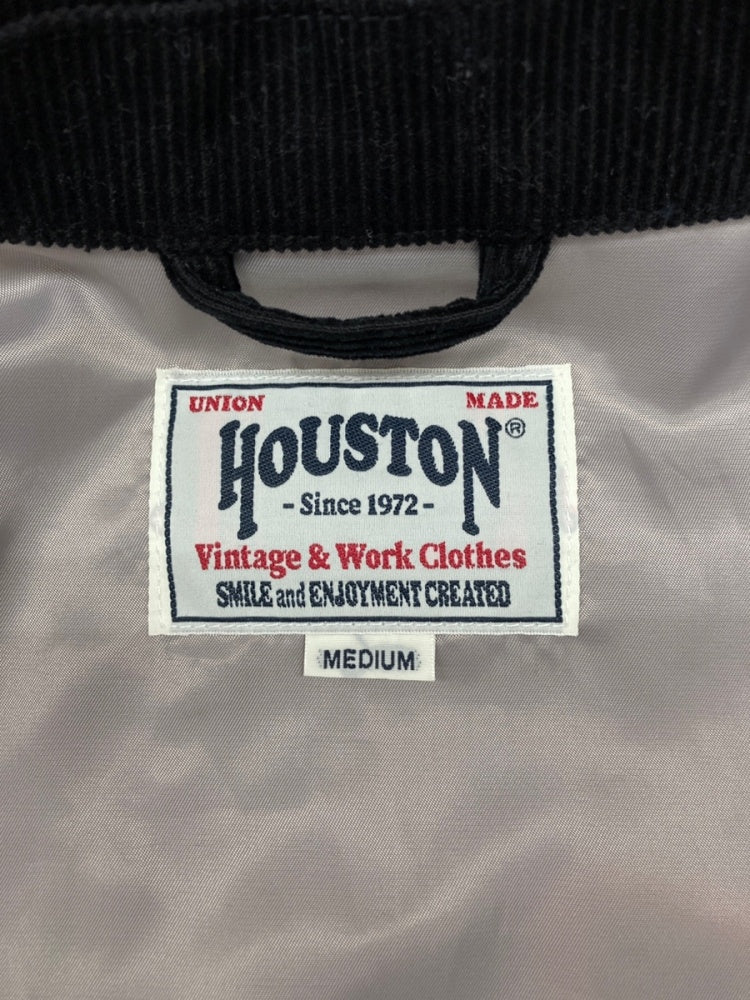 UNION MADE
HOUSTON®
- Since 1972 -
Vintage & Work Clothes
SMILE and ENJOYMENT CREATED
MEDIUM